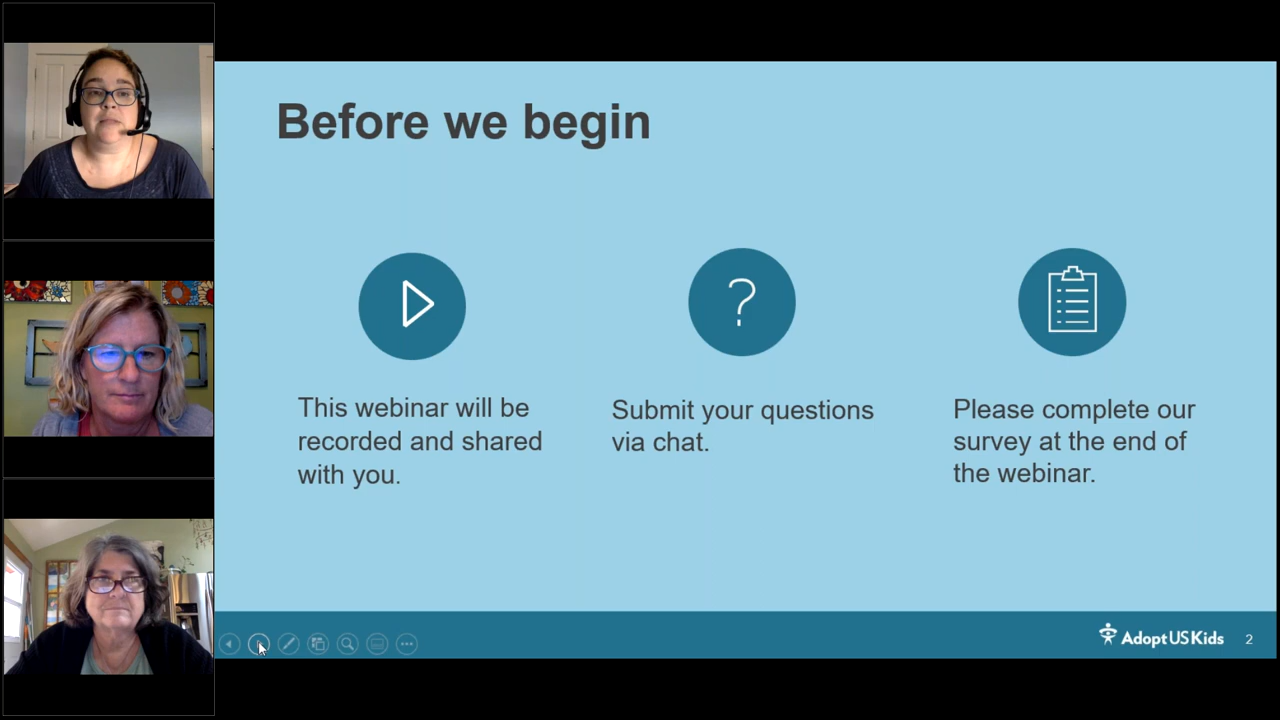 Before we begin
This webinar will be
recorded and shared
with you.
?
Submit your questions
via chat.
Please complete our
survey at the end of
the webinar.
AdoptUSKids
2